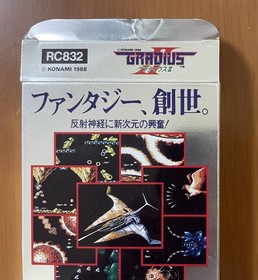 RC832
© KONAMI 1988
© KONAMI 1988
GRADIUS II
グラディウスII
ファンタジー、創世。
反射神経に新次元の興奮!